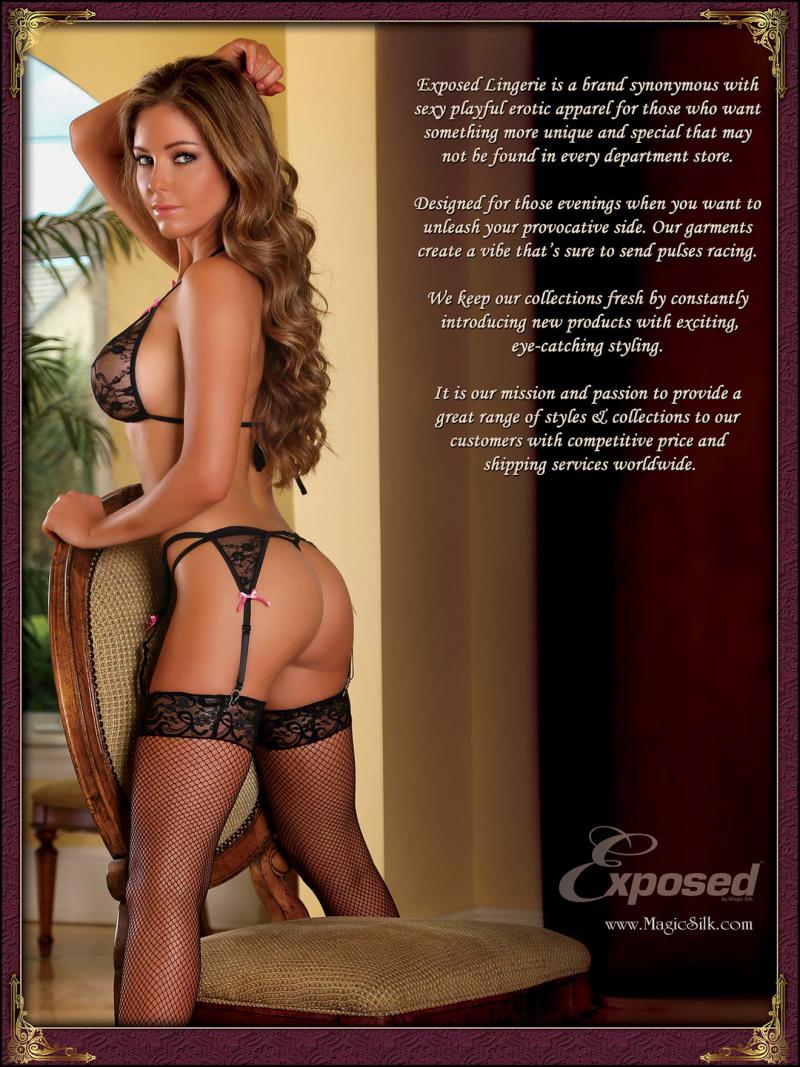 Exposed Lingerie is a brand synonymous with
sexy playful erotic apparel for those who want
something more unique and special that may
not be found in every department store.
Designed for those evenings when you want to
unleash your provocative side. Our garments
create a vibe that's sure to send pulses racing.
We keep our collections fresh by constantly
introducing new products with exciting,
eye-catching styling.
It is our mission and passion to provide a
great range of styles & collections to our
customers with competitive price and
shipping services worldwide.
Exposed™
by Magic Silk
www.MagicSilk.com